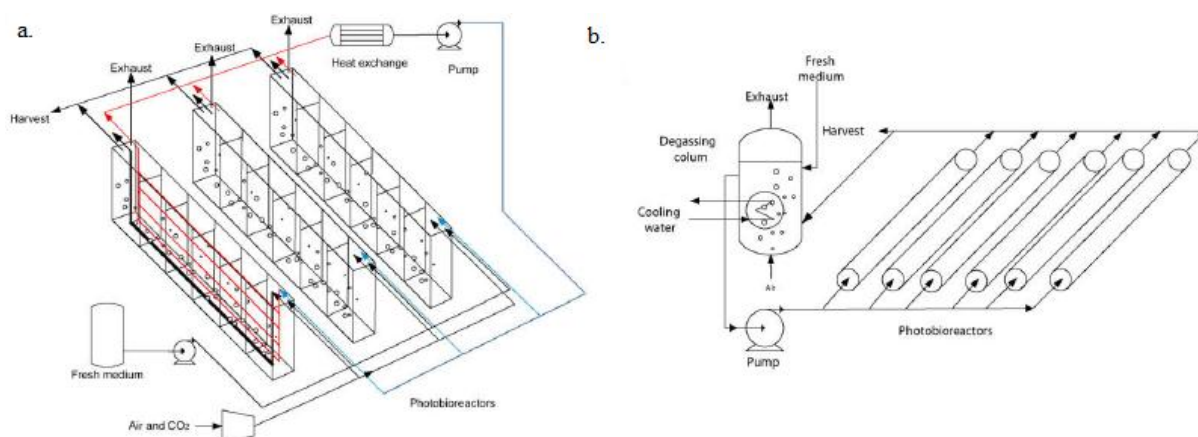 a.
Exhaust
Exhaust
Exhaust
Heat exchange
Pump
Harvest
Fresh medium
Air and CO₂
Photobioreactors
b.
Fresh
medium
Exhaust
Harvest
Degassing
colum
Cooling
water
Air
Pump
Photobioreactors